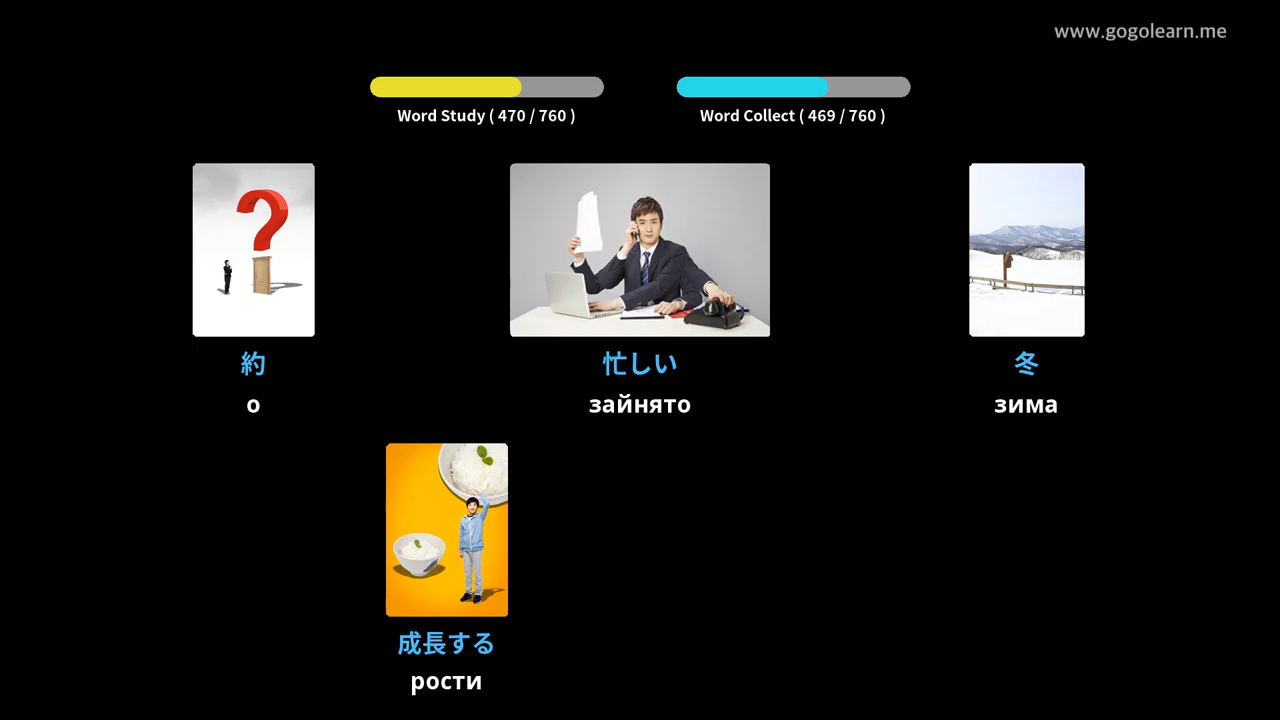 www.gogolearn.me
Word Study ( 470 / 760 )
Word Collect ( 469 / 760 )
約
о
忙しい
зайнято
冬
зима
成長する
рости